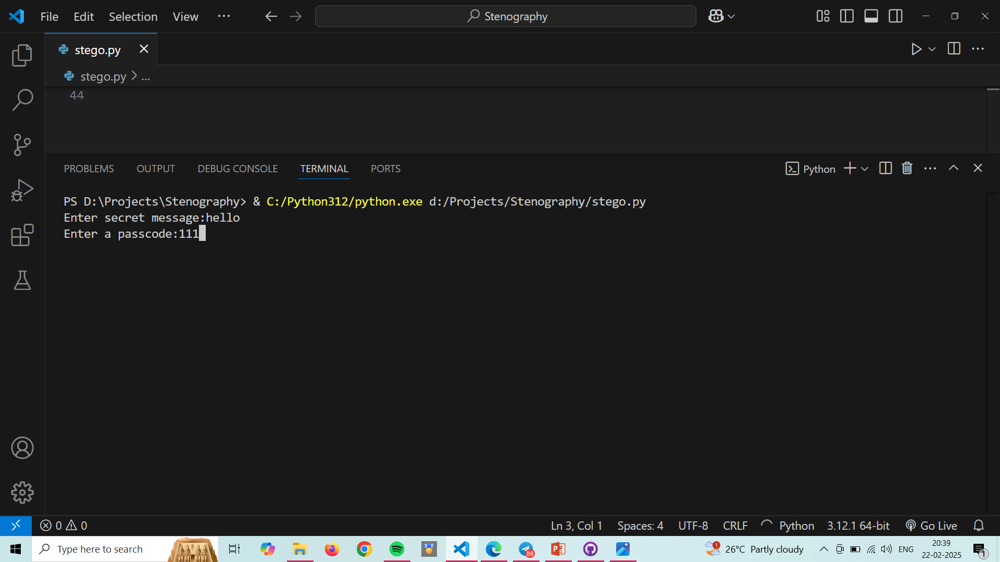 File Edit Selection View ... Stenography
stego.py
stego.py > ...
44
PROBLEMS OUTPUT DEBUG CONSOLE TERMINAL PORTS Python
PS D:\Projects\Stenography> & C:/Python312/python.exe d:/Projects/Stenography/stego.py
Enter secret message:hello
Enter a passcode:111
0 0 Ln 3, Col 1 Spaces: 4 UTF-8 CRLF Python 3.12.1 64-bit Go Live
Type here to search 88 1 26°C Partly cloudy ENG 20:39
22-02-2025 1